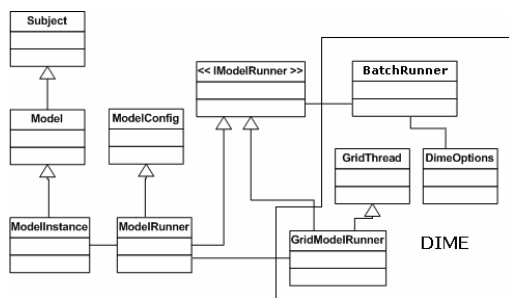 Subject
<< IModelRunner >>
BatchRunner
Model
ModelConfig
GridThread
DimeOptions
ModelInstance
ModelRunner
GridModelRunner
DIME